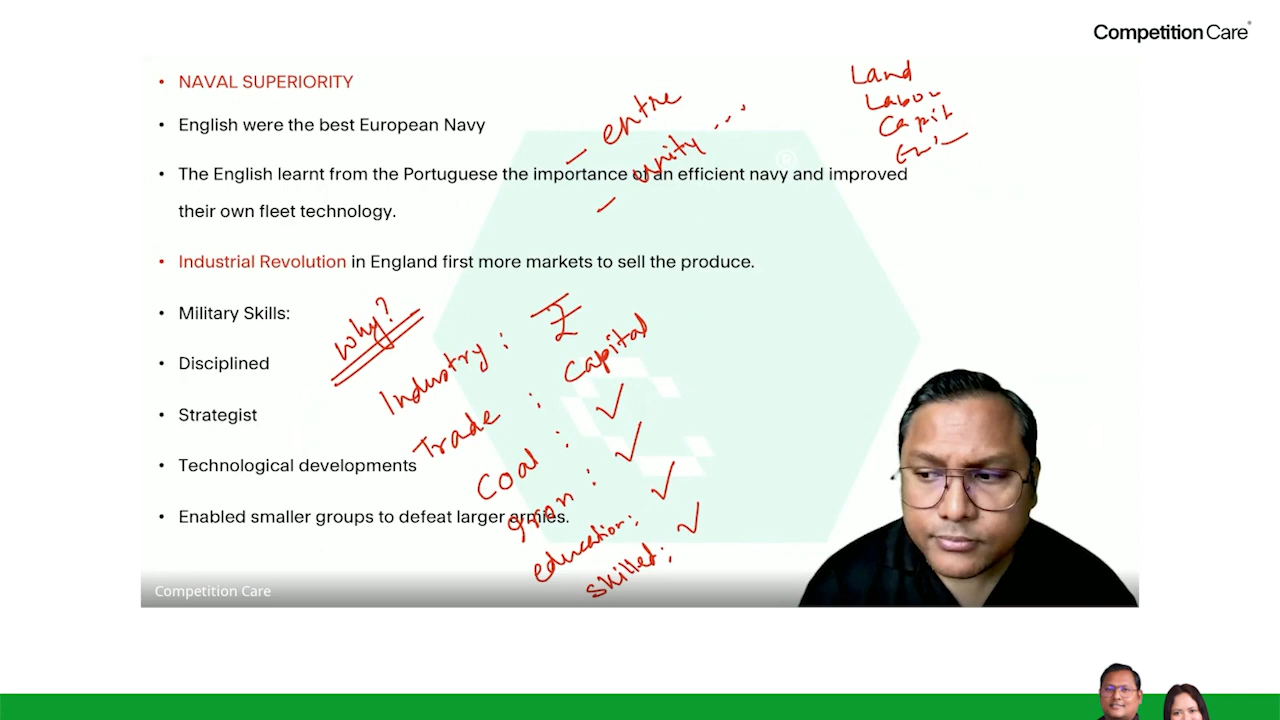 Competition Care
• NAVAL SUPERIORITY
• English were the best European Navy
• The English learnt from the Portuguese the importance of an efficient navy and improved
their own fleet technology.
• Industrial Revolution in England first more markets to sell the produce.
• Military Skills:
• Disciplined
• Strategist
• Technological developments
• Enabled smaller groups to defeat larger armies.
Land
Labou
Capit
– entre
– unity ...
Why?
Industry :
Trade : Capital
Coal : ✓
Iron : ✓
education: ✓
skilled: ✓
Competition Care